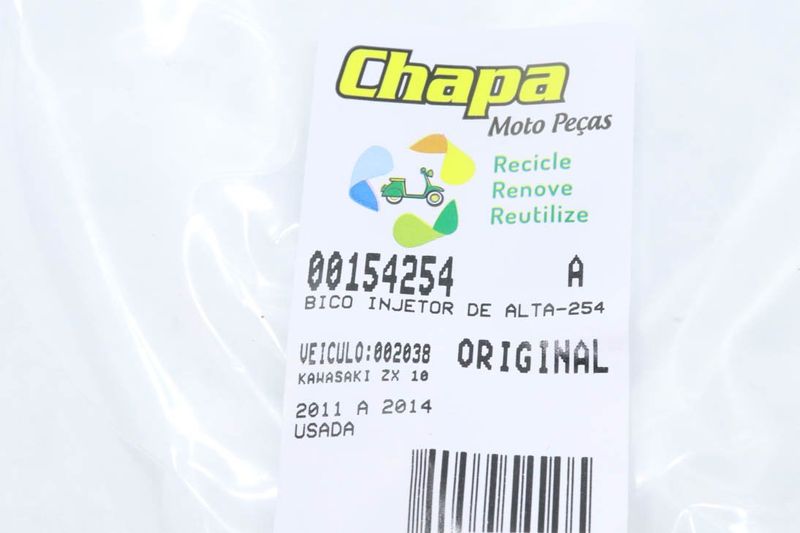 Chapa
Moto Peças
Recicle
Renove
Reutilize
00154254 A
BICO INJETOR DE ALTA-254
VEICULO:002038 ORIGINAL
KAWASAKI ZX 10
2011 A 2014
USADA